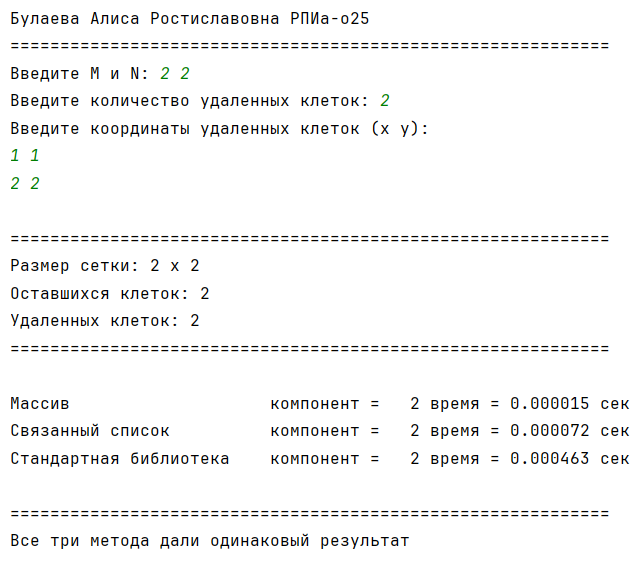 Булаева Алиса Ростиславовна РПИа-о25
============================================================
Введите M и N: 2 2
Введите количество удаленных клеток: 2
Введите координаты удаленных клеток (x y):
1 1
2 2
============================================================
Размер сетки: 2 x 2
Оставшихся клеток: 2
Удаленных клеток: 2
============================================================
Массив                    компонент =   2 время = 0.000015 сек
Связанный список          компонент =   2 время = 0.000072 сек
Стандартная библиотека    компонент =   2 время = 0.000463 сек
============================================================
Все три метода дали одинаковый результат